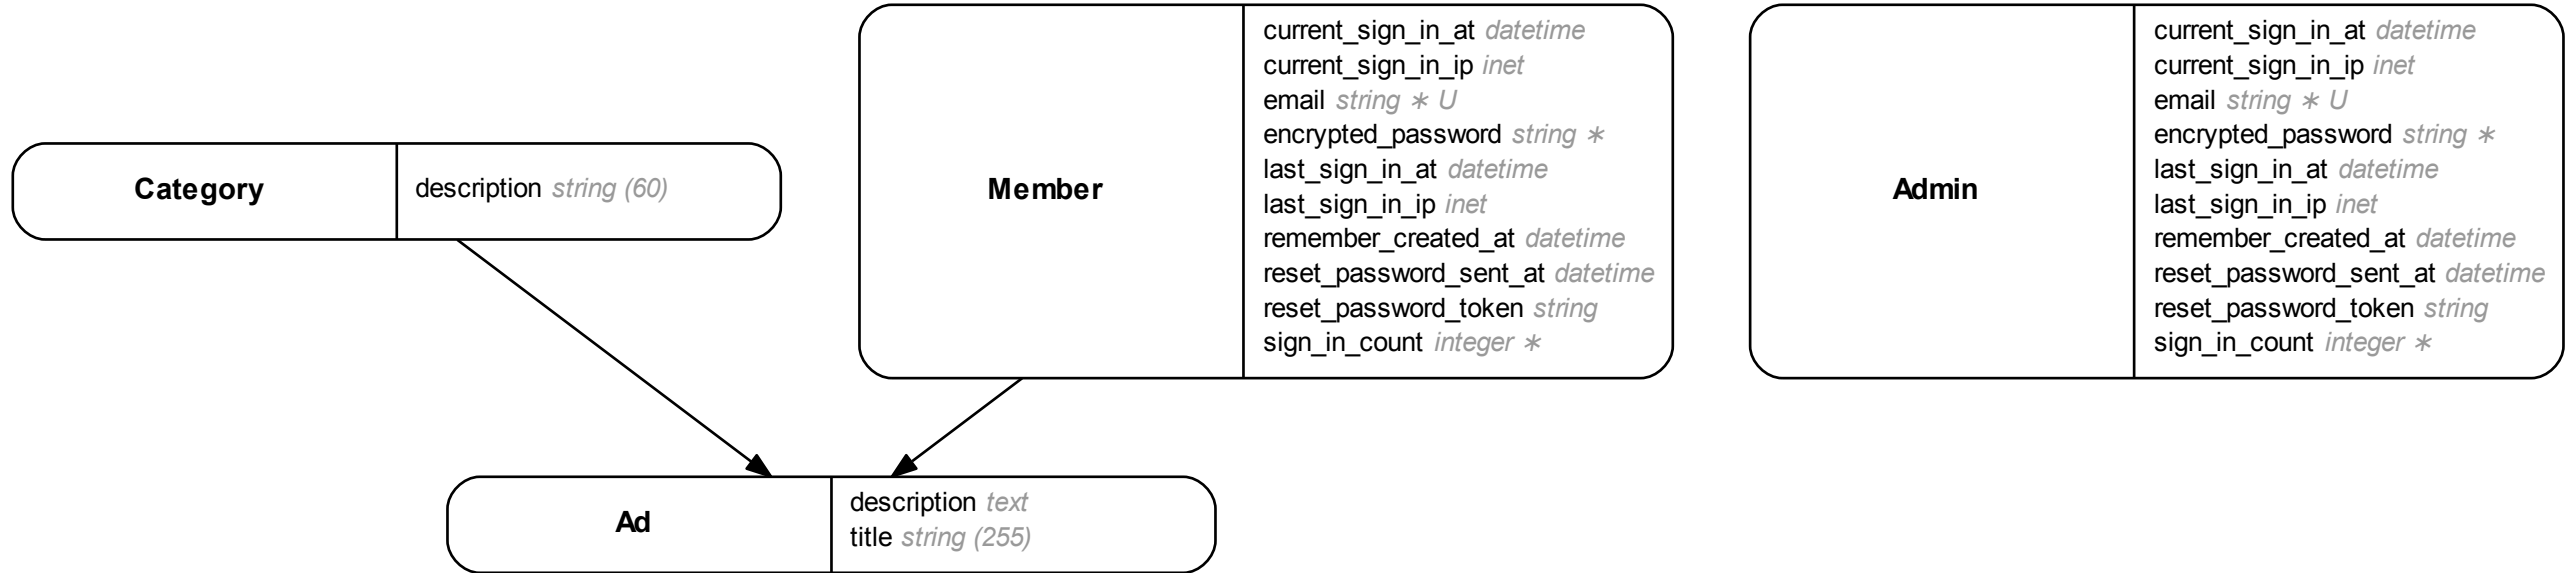 Category
description string (60)
Member
current_sign_in_at datetime
current_sign_in_ip inet
email string ∗ U
encrypted_password string ∗
last_sign_in_at datetime
last_sign_in_ip inet
remember_created_at datetime
reset_password_sent_at datetime
reset_password_token string
sign_in_count integer ∗
Admin
current_sign_in_at datetime
current_sign_in_ip inet
email string ∗ U
encrypted_password string ∗
last_sign_in_at datetime
last_sign_in_ip inet
remember_created_at datetime
reset_password_sent_at datetime
reset_password_token string
sign_in_count integer ∗
Ad
description text
title string (255)